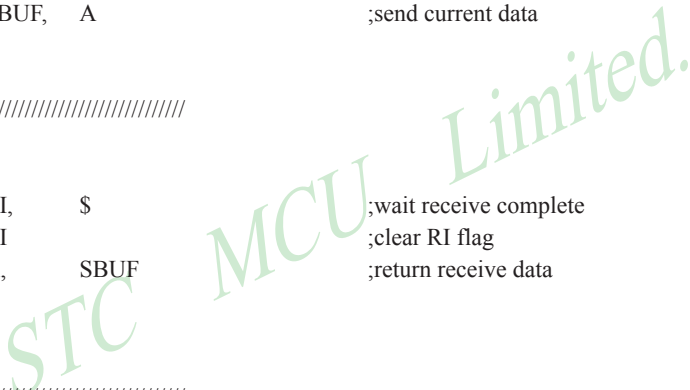 BUF, A ;send current data
///////////////////////////
I, $ ;wait receive complete
I ;clear RI flag
, SBUF ;return receive data
STC MCU Limited.